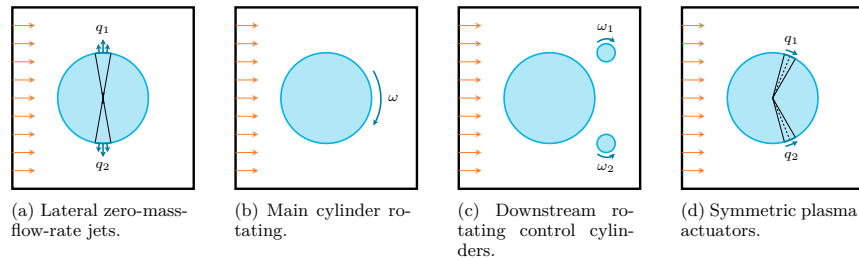 q1
q2
(a) Lateral zero-mass-
flow-rate jets.
ω
(b) Main cylinder ro-
tating.
ω1
ω2
(c) Downstream ro-
tating control cylin-
ders.
q1
q2
(d) Symmetric plasma
actuators.